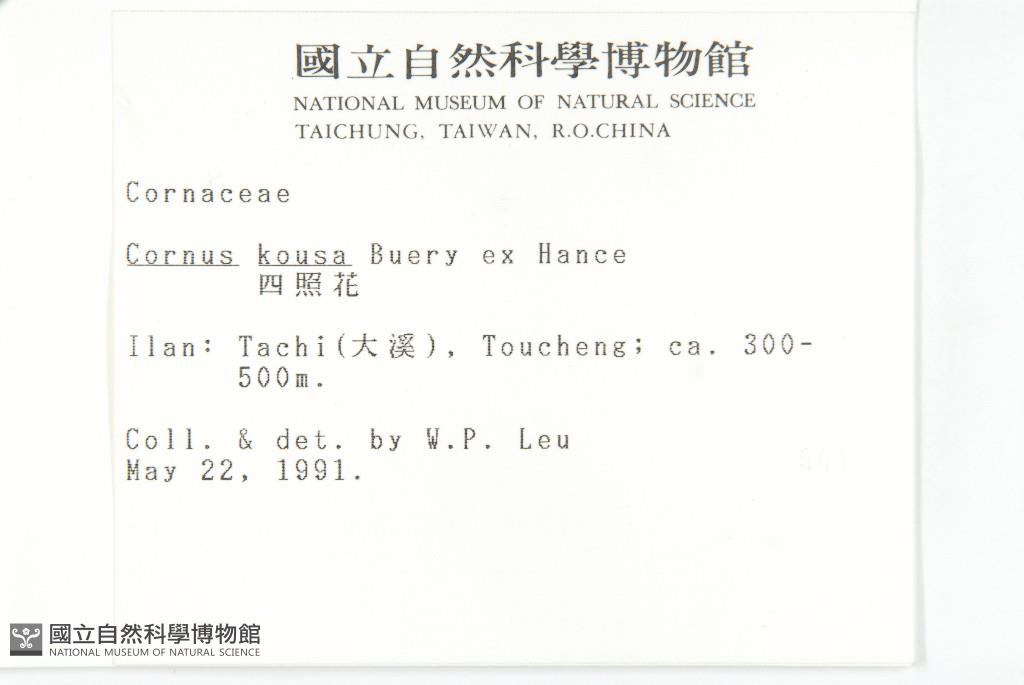 國立自然科學博物館
NATIONAL MUSEUM OF NATURAL SCIENCE
TAICHUNG, TAIWAN, R.O.CHINA
Cornaceae
Cornus kousa Buery ex Hance
四照花
Ilan: Tachi(大溪), Toucheng; ca. 300-
500m.
Coll. & det. by W.P. Leu
May 22, 1991.
國立自然科學博物館
NATIONAL MUSEUM OF NATURAL SCIENCE